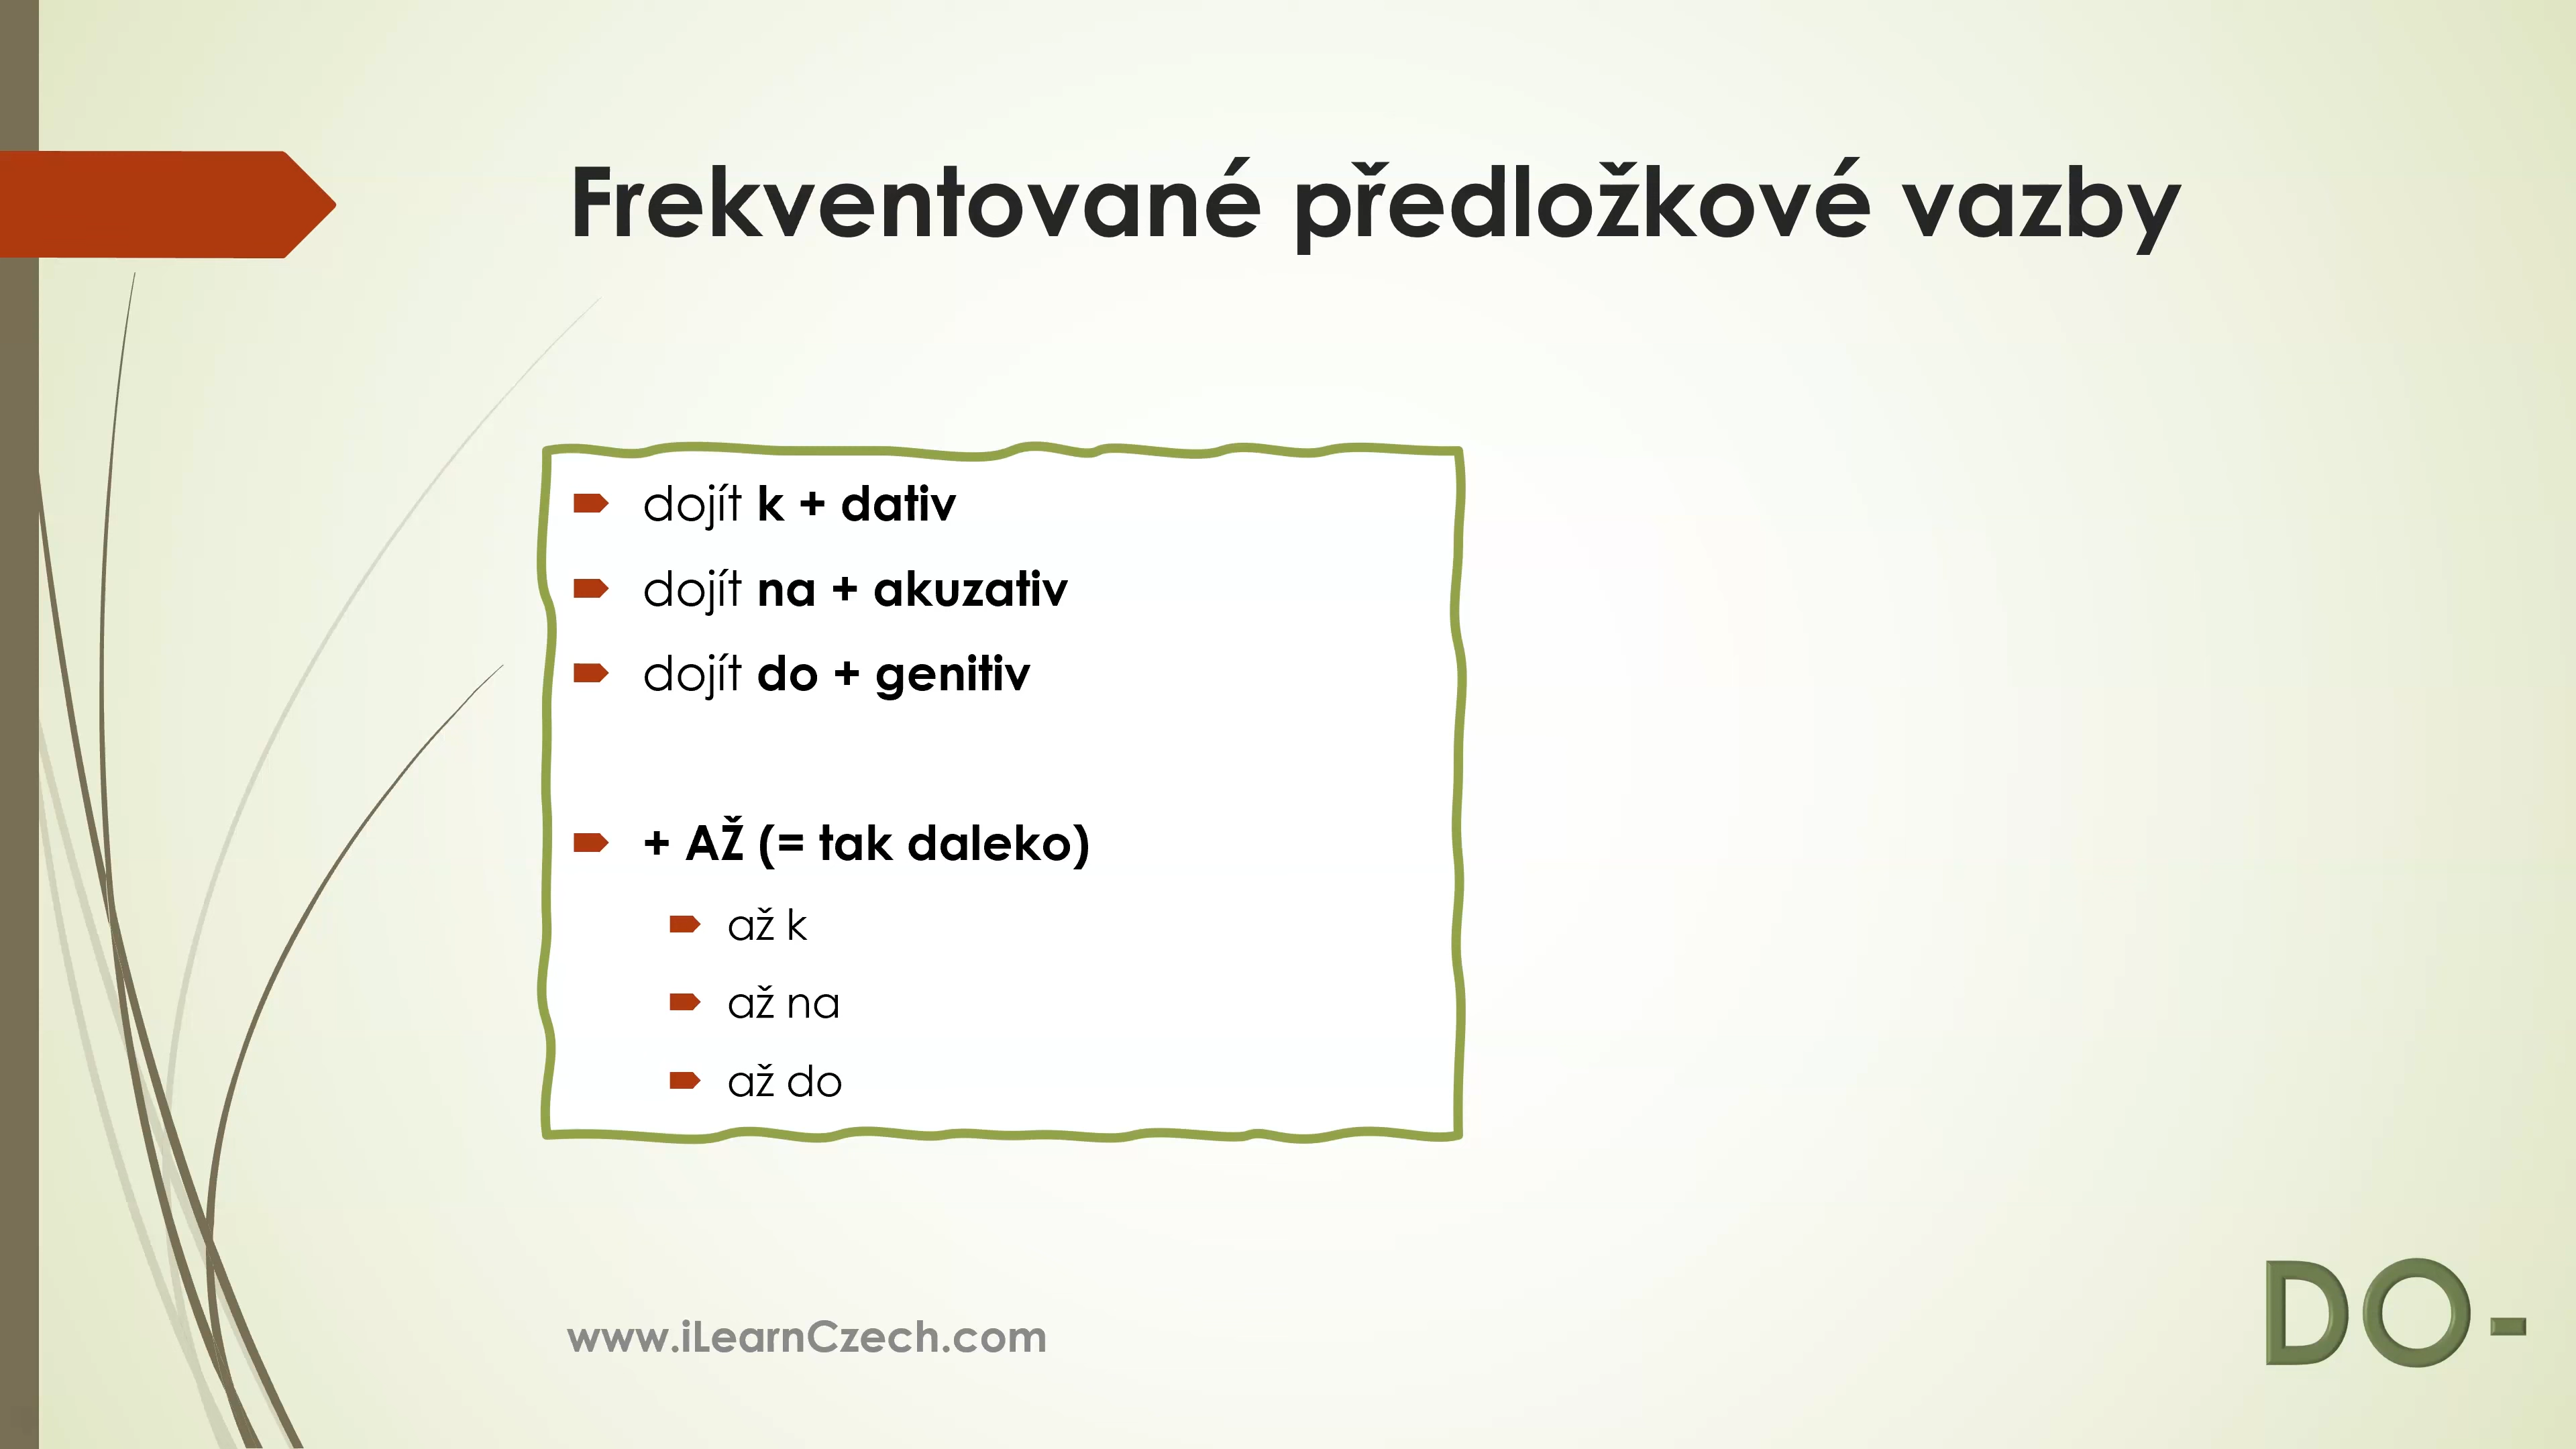 Frekventované předložkové vazby
dojít k + dativ
dojít na + akuzativ
dojít do + genitiv
+ AŽ (= tak daleko)
až k
až na
až do
www.iLearnCzech.com
DO-